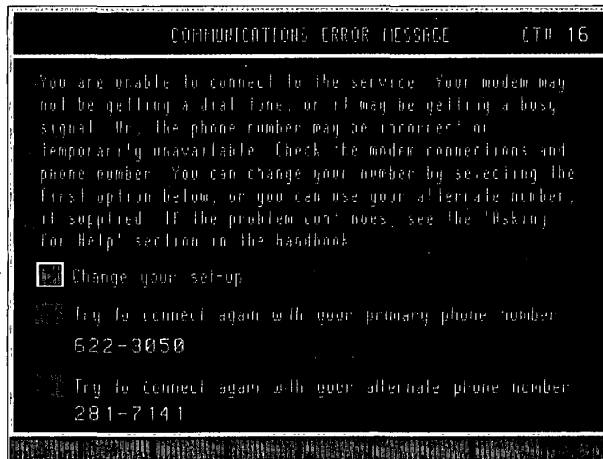 COMMUNICATIONS ERROR MESSAGE CT# 16
You are unable to connect to the service. Your modem may
not be getting a dial tone, or it may be getting a busy
signal. Or, the phone number may be incorrect or
temporarily unavailable. Check the modem connections and
phone number. You can change your number by selecting the
first option below, or you can use your alternate number,
if supplied. If the problem continues, see the 'Asking
for Help' section in the handbook.
Change your set-up
Try to connect again with your primary phone number
622-3050
Try to connect again with your alternate phone number
281-7141